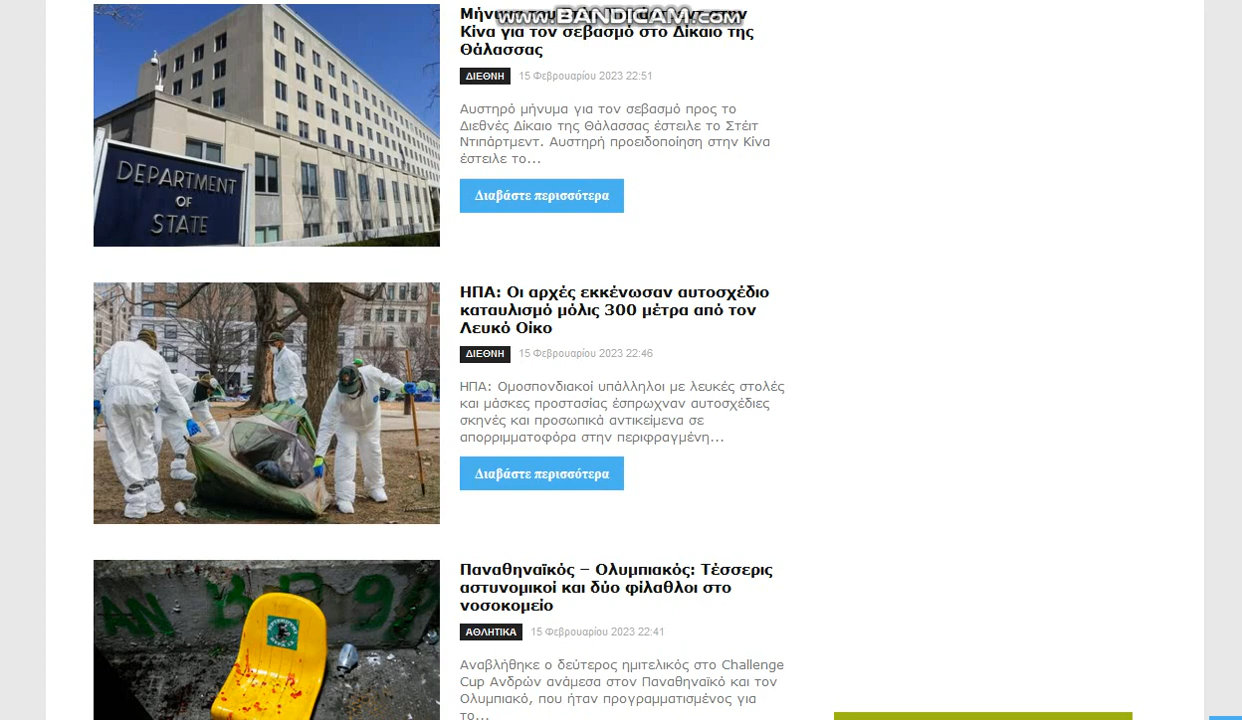 www.BANDICAM.com
Μήνυμα
Κίνα για τον σεβασμό στο Δίκαιο της
Θάλασσας
ΔΙΕΘΝΗ 15 Φεβρουαρίου 2023 22:51
Αυστηρό μήνυμα για τον σεβασμό προς το
Διεθνές Δίκαιο της Θάλασσας έστειλε το Στέιτ
Ντιπάρτμεντ. Αυστηρή προειδοποίηση στην Κίνα
έστειλε το...
Διαβάστε περισσότερα
DEPARTMENT
OF
STATE
ΗΠΑ: Οι αρχές εκκένωσαν αυτοσχέδιο
καταυλισμό μόλις 300 μέτρα από τον
Λευκό Οίκο
ΔΙΕΘΝΗ 15 Φεβρουαρίου 2023 22:46
ΗΠΑ: Ομοσπονδιακοί υπάλληλοι με λευκές στολές
και μάσκες προστασίας έσπρωχναν αυτοσχέδιες
σκηνές και προσωπικά αντικείμενα σε
απορριμματοφόρα στην περιφραγμένη...
Διαβάστε περισσότερα
Παναθηναϊκός – Ολυμπιακός: Τέσσερις
αστυνομικοί και δύο φίλαθλοι στο
νοσοκομείο
ΑΘΛΗΤΙΚΑ 15 Φεβρουαρίου 2023 22:41
Αναβλήθηκε ο δεύτερος ημιτελικός στο Challenge
Cup Ανδρών ανάμεσα στον Παναθηναϊκό και τον
Ολυμπιακό, που ήταν προγραμματισμένος για
το...